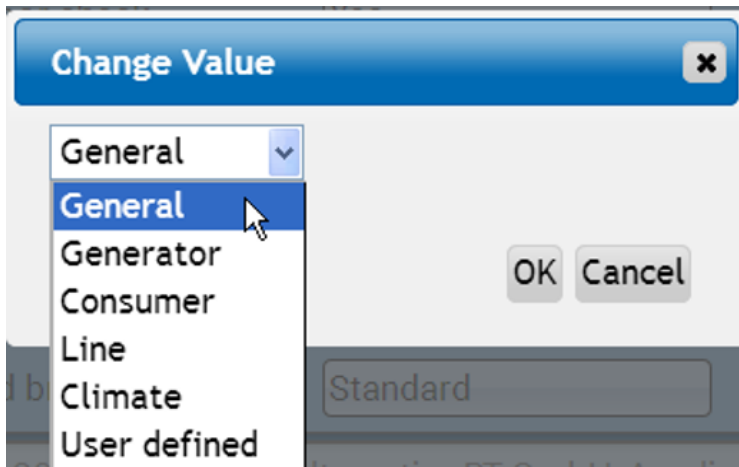 Change Value
General
General
Generator
Consumer
OK Cancel
Line
Climate
Standard
User defined